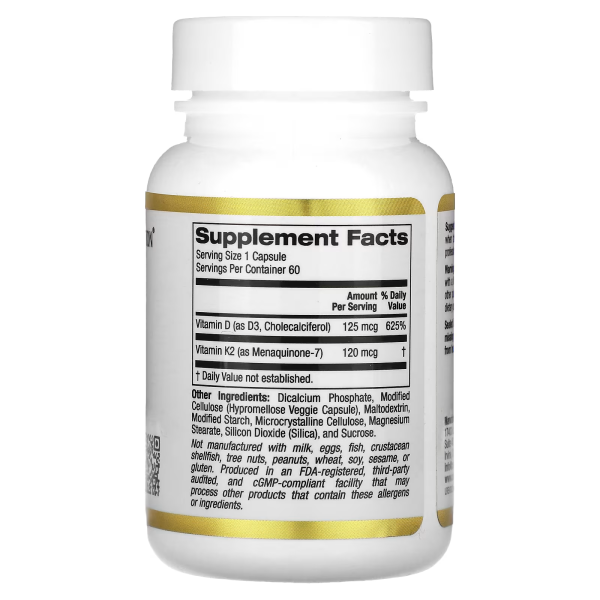 Supplement Facts
Serving Size 1 Capsule
Servings Per Container 60
Amount % Daily
Per Serving Value
Vitamin D (as D3, Cholecalciferol) 125 mcg 625%
Vitamin K2 (as Menaquinone-7) 120 mcg †
† Daily Value not established.
Other Ingredients: Dicalcium Phosphate, Modified
Cellulose (Hypromellose Veggie Capsule), Maltodextrin,
Modified Starch, Microcrystalline Cellulose, Magnesium
Stearate, Silicon Dioxide (Silica), and Sucrose.
Not manufactured with milk, eggs, fish, crustacean
shellfish, tree nuts, peanuts, wheat, soy, sesame, or
gluten. Produced in an FDA-registered, third-party
audited, and cGMP-compliant facility that may
process other products that contain these allergens
or ingredients.